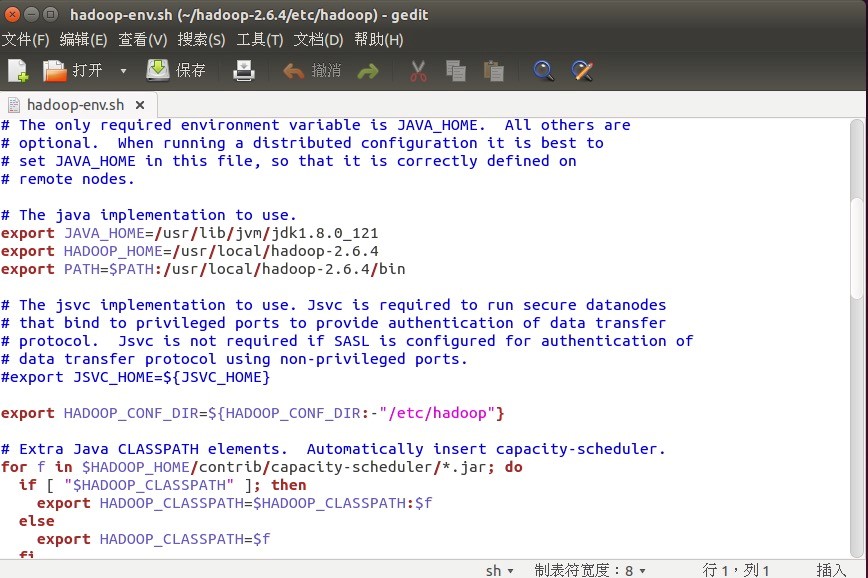 hadoop-env.sh (~/hadoop-2.6.4/etc/hadoop) - gedit
文件(F) 编辑(E) 查看(V) 搜索(S) 工具(T) 文档(D) 帮助(H)
打开 保存 撤消
hadoop-env.sh ×
# The only required environment variable is JAVA_HOME.  All others are
# optional.  When running a distributed configuration it is best to
# set JAVA_HOME in this file, so that it is correctly defined on
# remote nodes.
# The java implementation to use.
export JAVA_HOME=/usr/lib/jvm/jdk1.8.0_121
export HADOOP_HOME=/usr/local/hadoop-2.6.4
export PATH=$PATH:/usr/local/hadoop-2.6.4/bin
# The jsvc implementation to use. Jsvc is required to run secure datanodes
# that bind to privileged ports to provide authentication of data transfer
# protocol.  Jsvc is not required if SASL is configured for authentication of
# data transfer protocol using non-privileged ports.
#export JSVC_HOME=${JSVC_HOME}
export HADOOP_CONF_DIR=${HADOOP_CONF_DIR:-"/etc/hadoop"}
# Extra Java CLASSPATH elements.  Automatically insert capacity-scheduler.
for f in $HADOOP_HOME/contrib/capacity-scheduler/*.jar; do
  if [ "$HADOOP_CLASSPATH" ]; then
    export HADOOP_CLASSPATH=$HADOOP_CLASSPATH:$f
  else
    export HADOOP_CLASSPATH=$f
  fi
sh 制表符宽度：8 行 1，列 1 插入